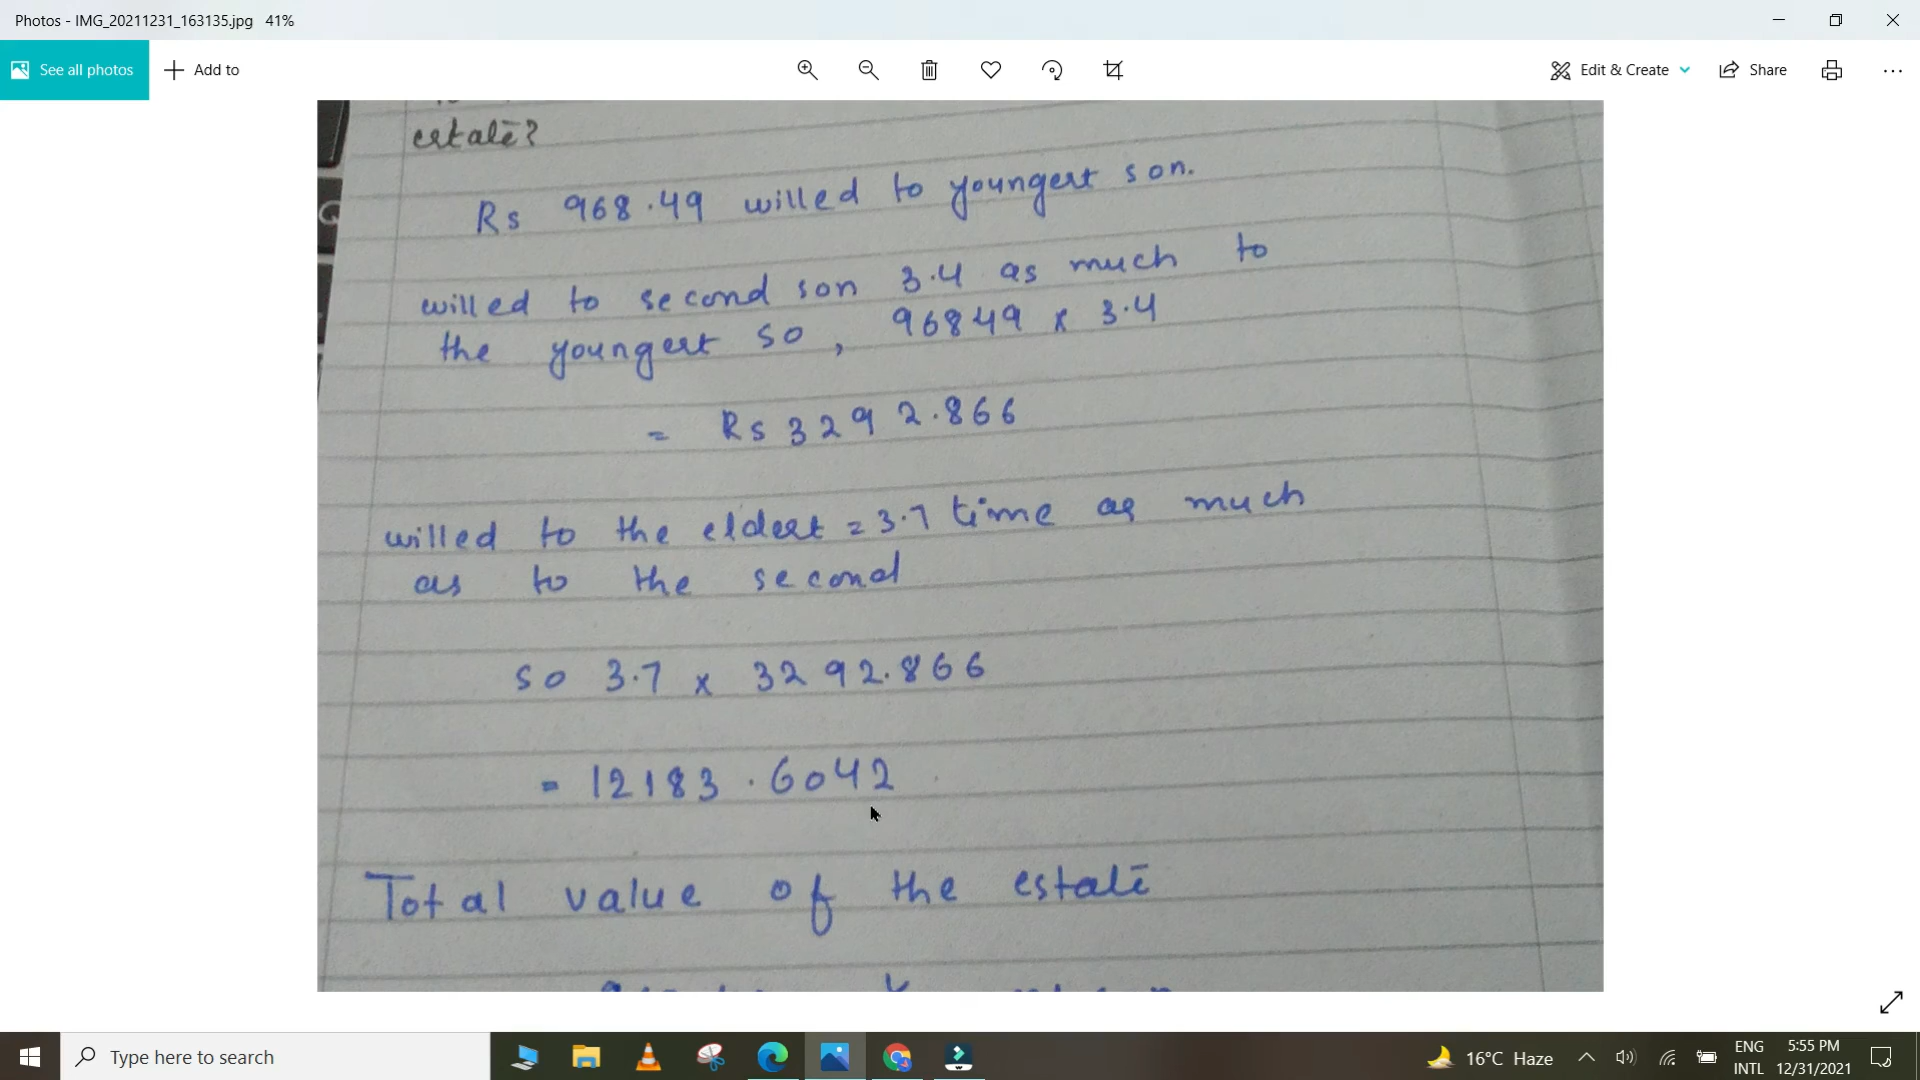 Photos - IMG_20211231_163135.jpg 41%
See all photos
Add to
Edit & Create
Share
estate?
Rs 968.49 willed to youngest son.
willed to second son 3.4 as much to
the youngest so, 96849 x 3.4
= Rs 3292.866
willed to the eldest = 3.7 time as much
as to the second
so 3.7 x 3292.866
= 12183.6042
Total value of the estate
Type here to search
16°C Haze
ENG
INTL
5:55 PM
12/31/2021